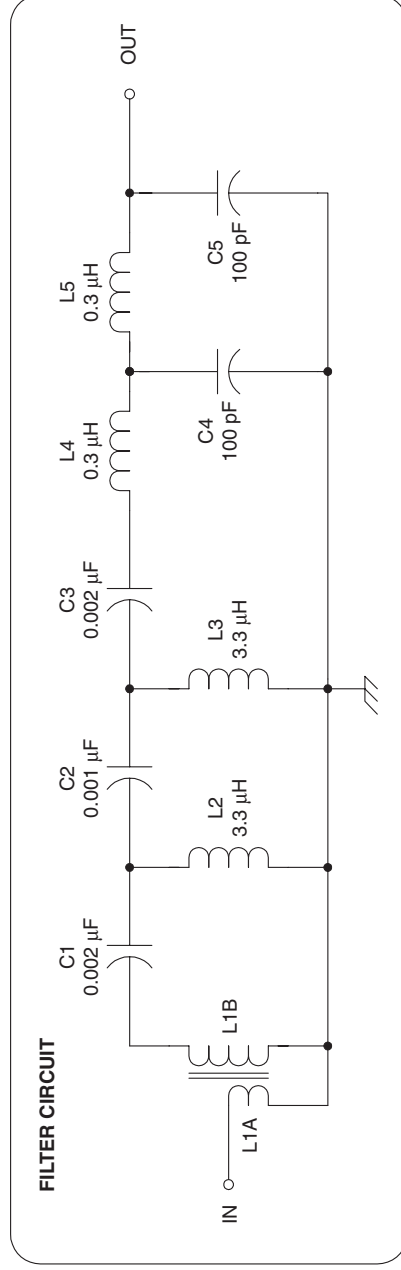 FILTER CIRCUIT
IN
L1A
L1B
C1
0.002 µF
L2
3.3 µH
C2
0.001 µF
L3
3.3 µH
C3
0.002 µF
L4
0.3 µH
C4
100 pF
L5
0.3 µH
C5
100 pF
OUT